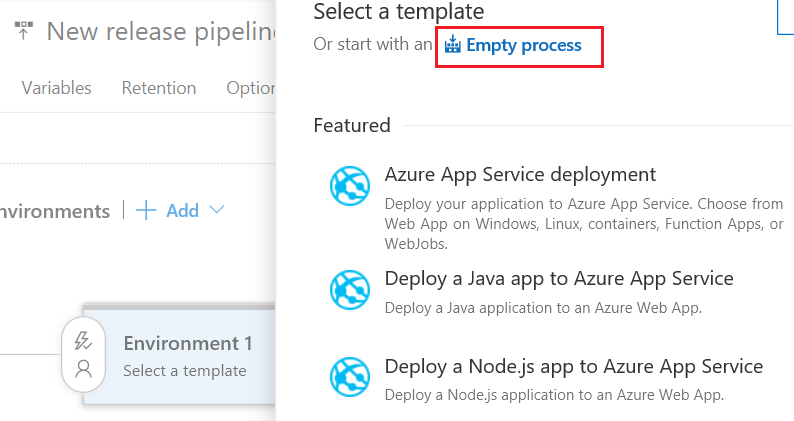 New release pipelin
Variables Retention Option
nvironments | + Add
Environment 1
Select a template
Select a template
Or start with an Empty process
Featured
Azure App Service deployment
Deploy your application to Azure App Service. Choose from
Web App on Windows, Linux, containers, Function Apps, or
WebJobs.
Deploy a Java app to Azure App Service
Deploy a Java application to an Azure Web App.
Deploy a Node.js app to Azure App Service
Deploy a Node.js application to an Azure Web App.